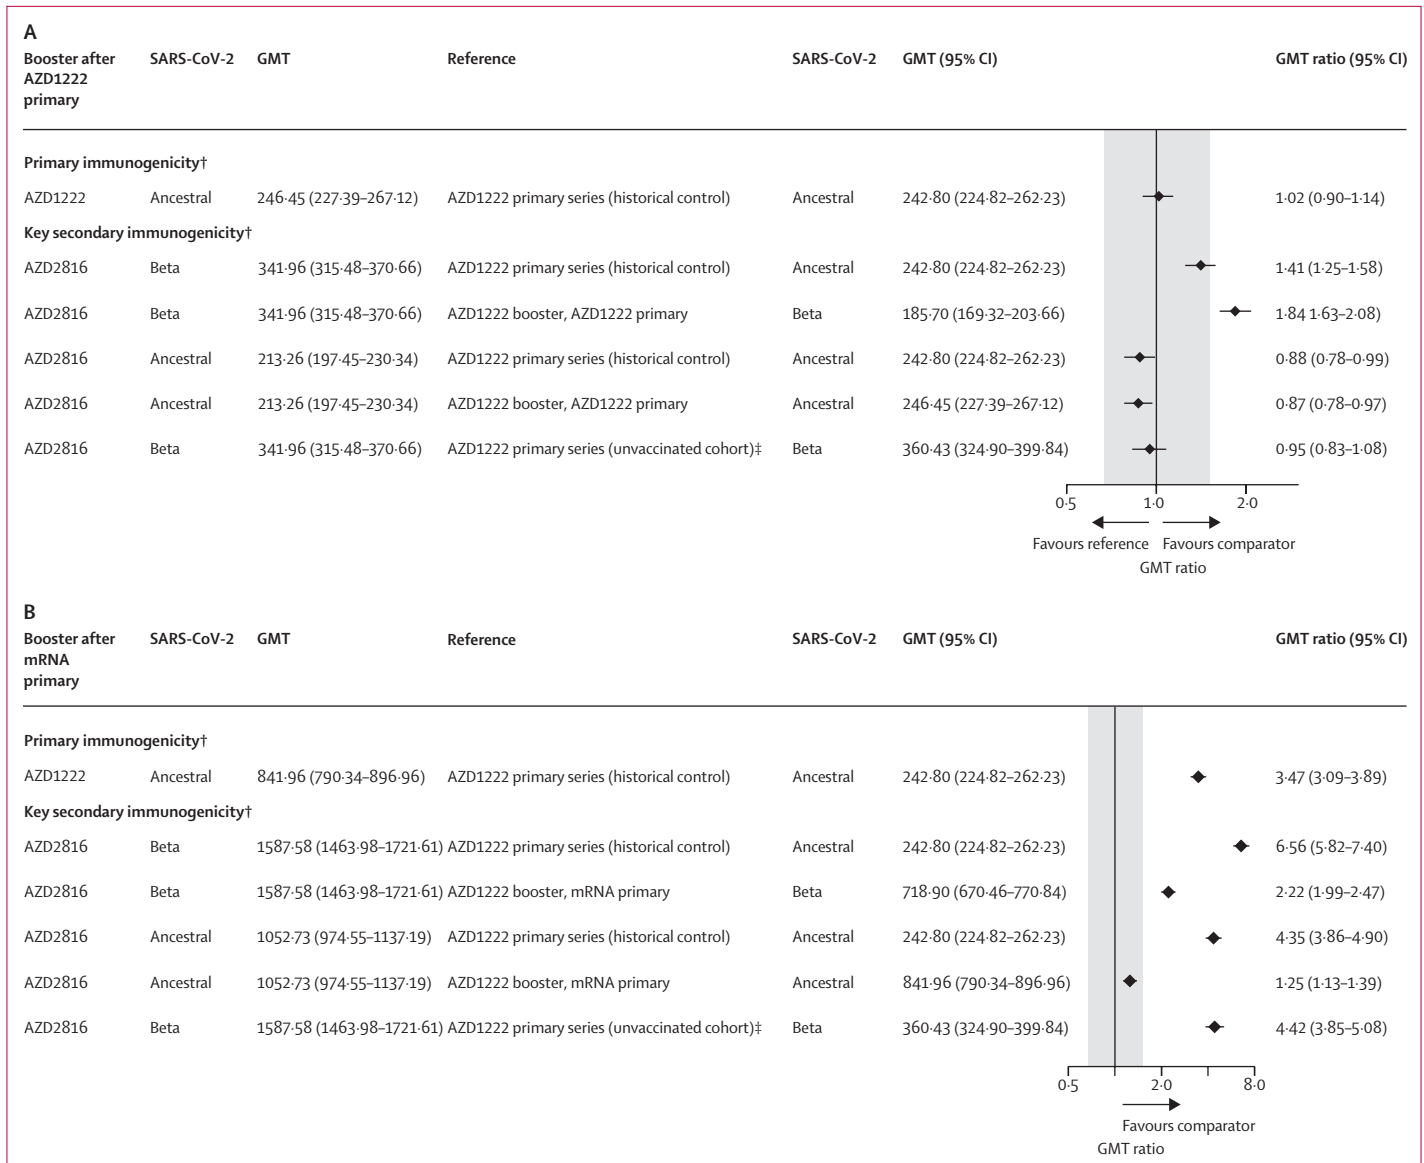 A
Booster after AZD1222 primary SARS-CoV-2 GMT Reference SARS-CoV-2 GMT (95% CI) GMT ratio (95% CI)
Primary immunogenicity†
AZD1222 Ancestral 246·45 (227·39–267·12) AZD1222 primary series (historical control) Ancestral 242·80 (224·82–262·23) 1·02 (0·90–1·14)
Key secondary immunogenicity†
AZD2816 Beta 341·96 (315·48–370·66) AZD1222 primary series (historical control) Ancestral 242·80 (224·82–262·23) 1·41 (1·25–1·58)
AZD2816 Beta 341·96 (315·48–370·66) AZD1222 booster, AZD1222 primary Beta 185·70 (169·32–203·66) 1·84 1·63–2·08)
AZD2816 Ancestral 213·26 (197·45–230·34) AZD1222 primary series (historical control) Ancestral 242·80 (224·82–262·23) 0·88 (0·78–0·99)
AZD2816 Ancestral 213·26 (197·45–230·34) AZD1222 booster, AZD1222 primary Ancestral 246·45 (227·39–267·12) 0·87 (0·78–0·97)
AZD2816 Beta 341·96 (315·48–370·66) AZD1222 primary series (unvaccinated cohort)‡ Beta 360·43 (324·90–399·84) 0·95 (0·83–1·08)
0·5 1·0 2·0
Favours reference Favours comparator
GMT ratio
B
Booster after mRNA primary SARS-CoV-2 GMT Reference SARS-CoV-2 GMT (95% CI) GMT ratio (95% CI)
Primary immunogenicity†
AZD1222 Ancestral 841·96 (790·34–896·96) AZD1222 primary series (historical control) Ancestral 242·80 (224·82–262·23) 3·47 (3·09–3·89)
Key secondary immunogenicity†
AZD2816 Beta 1587·58 (1463·98–1721·61) AZD1222 primary series (historical control) Ancestral 242·80 (224·82–262·23) 6·56 (5·82–7·40)
AZD2816 Beta 1587·58 (1463·98–1721·61) AZD1222 booster, mRNA primary Beta 718·90 (670·46–770·84) 2·22 (1·99–2·47)
AZD2816 Ancestral 1052·73 (974·55–1137·19) AZD1222 primary series (historical control) Ancestral 242·80 (224·82–262·23) 4·35 (3·86–4·90)
AZD2816 Ancestral 1052·73 (974·55–1137·19) AZD1222 booster, mRNA primary Ancestral 841·96 (790·34–896·96) 1·25 (1·13–1·39)
AZD2816 Beta 1587·58 (1463·98–1721·61) AZD1222 primary series (unvaccinated cohort)‡ Beta 360·43 (324·90–399·84) 4·42 (3·85–5·08)
0·5 2·0 8·0
Favours comparator
GMT ratio